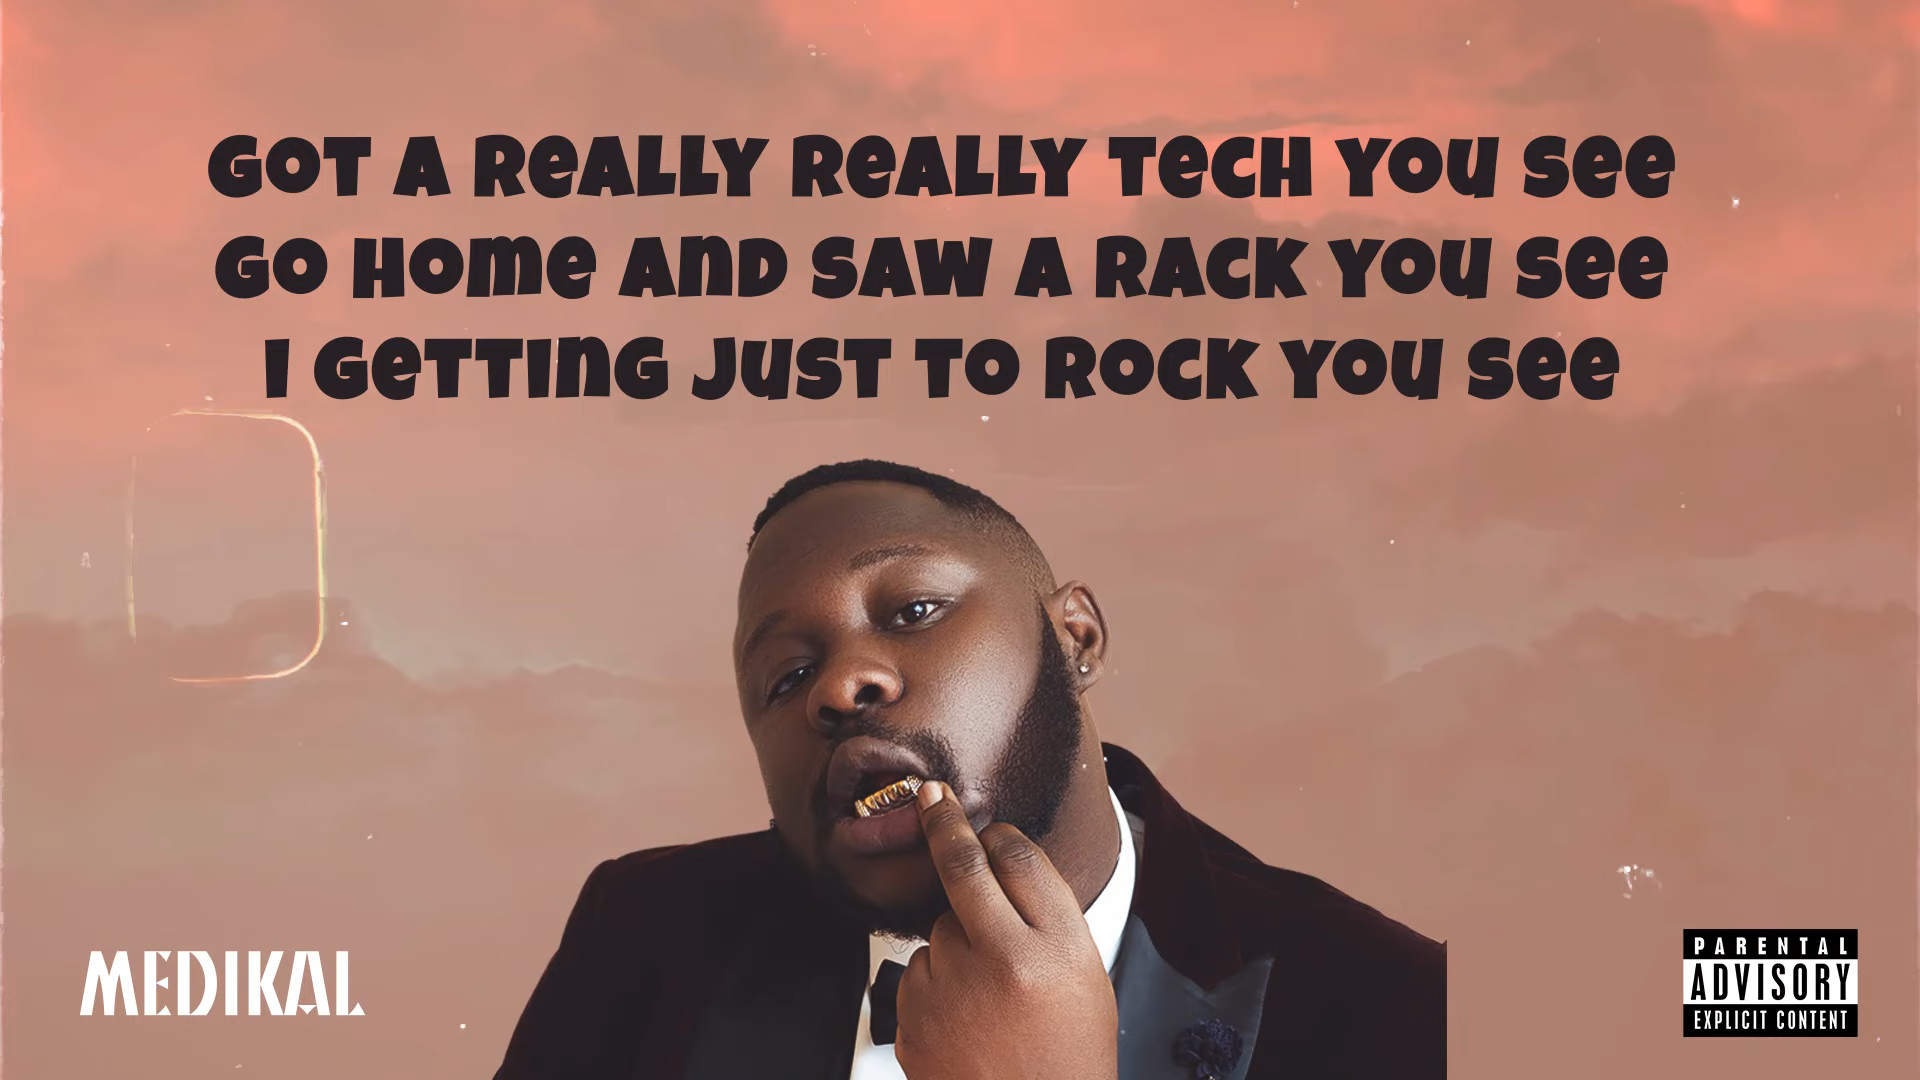 GOT A REALLY REALLY TECH YOU SEE
GO HOME AND SAW A RACK YOU SEE
I GETTING JUST TO ROCK YOU SEE
MEDIKAL
PARENTAL
ADVISORY
EXPLICIT CONTENT